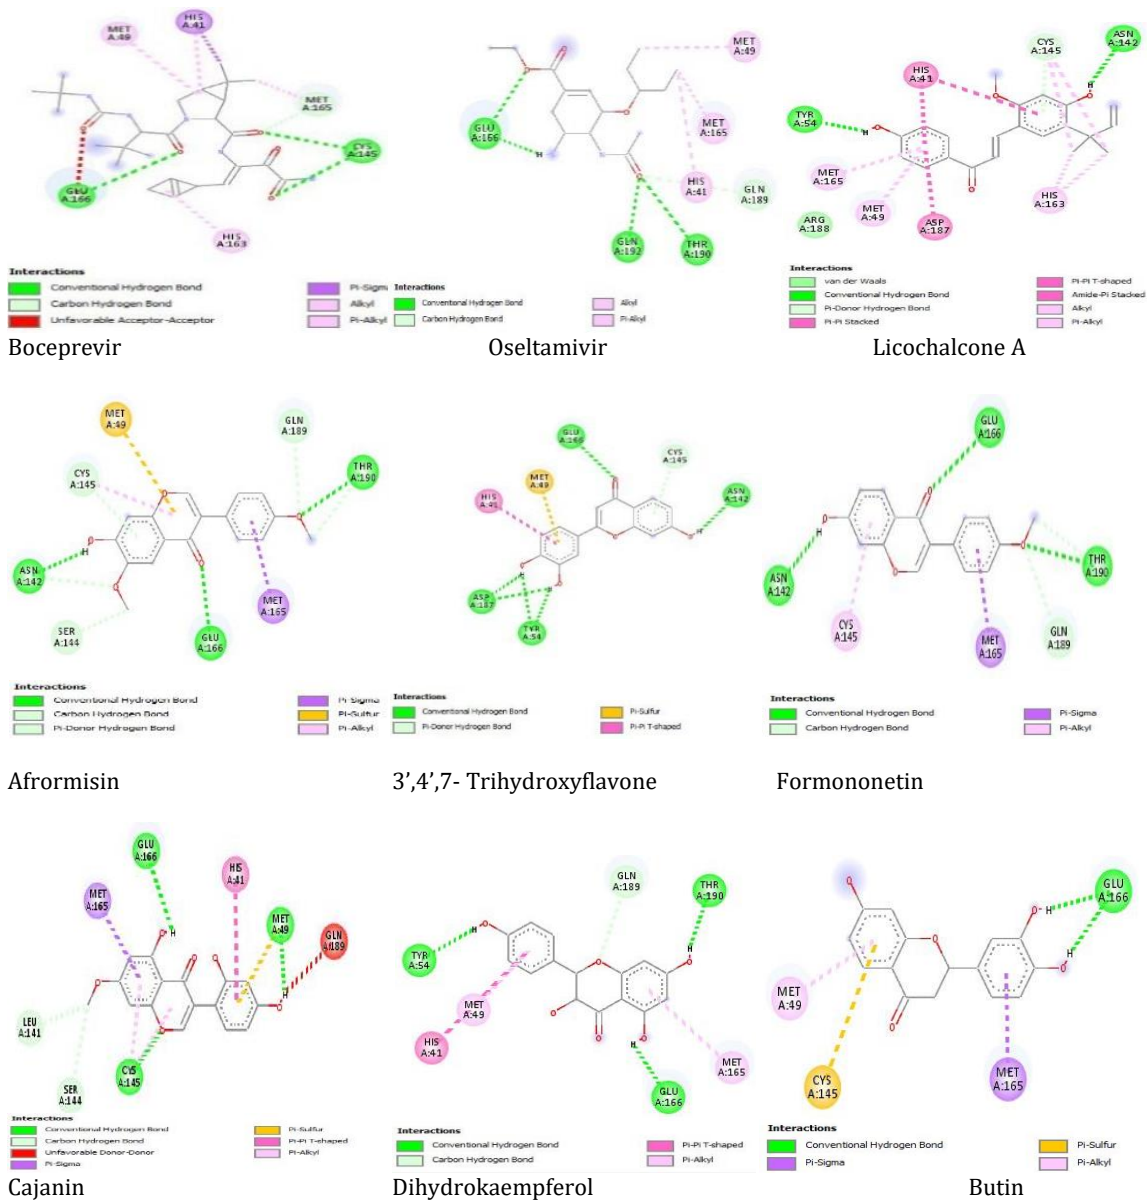 HIS
A:41
MET
A:49
MET
A:165
CYS
A:145
GLU
A:166
HIS
A:163
Interactions
Conventional Hydrogen Bond
Carbon Hydrogen Bond
Unfavorable Acceptor-Acceptor
Pi-Sigm
Alkyl
Pi-Alkyl
Boceprevir
MET
A:49
GLU
A:166
H
MET
A:165
HIS
A:41
GLN
A:189
GLN
A:192
THR
A:190
Interactions
Conventional Hydrogen Bond
Carbon Hydrogen Bond
Alkyl
Pi-Alkyl
Oseltamivir
ASN
A:142
CYS
A:145
HIS
A:41
TYR
A:54
H
H
MET
A:165
MET
A:49
HIS
A:163
ARG
A:188
ASP
A:187
Interactions
van der Waals
Conventional Hydrogen Bond
Pi-Donor Hydrogen Bond
Pi-Pi Stacked
Pi-Pi T-shaped
Amide-Pi Stacked
Alkyl
Pi-Alkyl
Licochalcone A
MET
A:49
GLN
A:189
CYS
A:145
THR
A:190
H
ASN
A:142
MET
A:165
SER
A:144
GLU
A:166
Interactions
Conventional Hydrogen Bond
Carbon Hydrogen Bond
Pi-Donor Hydrogen Bond
Pi-Sigma
Pi-Sulfur
Pi-Alkyl
Afrormisin
GLU
A:166
CYS
A:145
MET
A:49
HIS
A:41
ASN
A:142
H
H
H
ASP
A:187
TYR
A:54
Interactions
Conventional Hydrogen Bond
Pi-Donor Hydrogen Bond
Pi-Sulfur
Pi-Pi T-shaped
3’,4’,7- Trihydroxyflavone
GLU
A:166
H
ASN
A:142
THR
A:190
CYS
A:145
MET
A:165
GLN
A:189
Interactions
Conventional Hydrogen Bond
Carbon Hydrogen Bond
Pi-Sigma
Pi-Alkyl
Formononetin
GLU
A:166
HIS
A:41
MET
A:165
MET
A:49
GLN
A:189
H
H
LEU
A:141
CYS
A:145
SER
A:144
Interactions
Conventional Hydrogen Bond
Carbon Hydrogen Bond
Unfavorable Donor-Donor
Pi-Sigma
Pi-Sulfur
Pi-Pi T-shaped
Pi-Alkyl
Cajanin
GLN
A:189
THR
A:190
TYR
A:54
H
H
MET
A:49
HIS
A:41
H
MET
A:165
GLU
A:166
Interactions
Conventional Hydrogen Bond
Carbon Hydrogen Bond
Pi-Pi T-shaped
Pi-Alkyl
Dihydrokaempferol
GLU
A:166
H
H
MET
A:49
CYS
A:145
MET
A:165
Interactions
Conventional Hydrogen Bond
Pi-Sigma
Pi-Sulfur
Pi-Alkyl
Butin